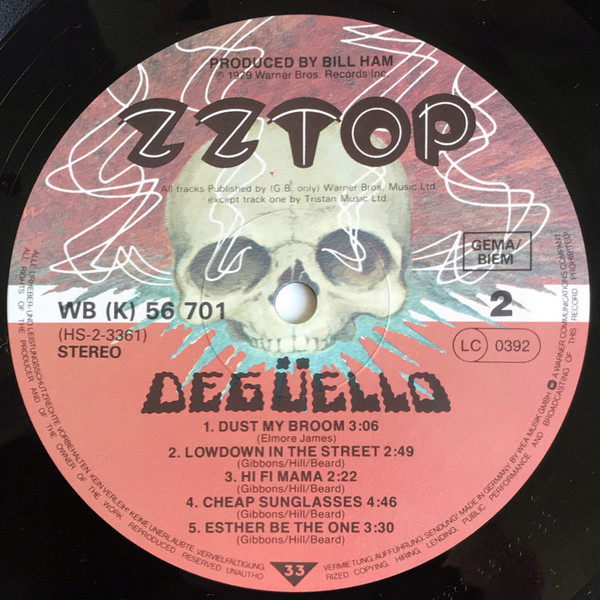 PRODUCED BY BILL HAM
℗ 1979 Warner Bros. Records Inc.
ZZTOP
All tracks Published by (G.B. only) Warner Bros. Music Ltd.
except track one by Tristan Music Ltd.
GEMA/
BIEM
WB (K) 56 701
2
(HS-2-3361)
STEREO
LC 0392
DEGÜELLO
1. DUST MY BROOM 3:06
(Elmore James)
2. LOWDOWN IN THE STREET 2:49
(Gibbons/Hill/Beard)
3. HI FI MAMA 2:22
(Gibbons/Hill/Beard)
4. CHEAP SUNGLASSES 4:46
(Gibbons/Hill/Beard)
5. ESTHER BE THE ONE 3:30
(Gibbons/Hill/Beard)
33
ALLE URHEBER- UND LEISTUNGSSCHUTZRECHTE VORBEHALTEN KEIN VERLEIH! KEINE UNERLAUBTE VERVIELFÄLTIGUNG, VERMIETUNG, AUFFÜHRUNG, SENDUNG! MADE IN GERMANY BY WEA MUSIK GMBH A WARNER COMMUNICATIONS COMPANY
ALL RIGHTS OF THE PRODUCER AND OF THE OWNER OF THE WORK REPRODUCED RESERVED UNAUTHO RIZED COPYING, HIRING, LENDING, PUBLIC PERFORMANCE AND BROADCASTING OF THIS RECORD PROHIBITED!